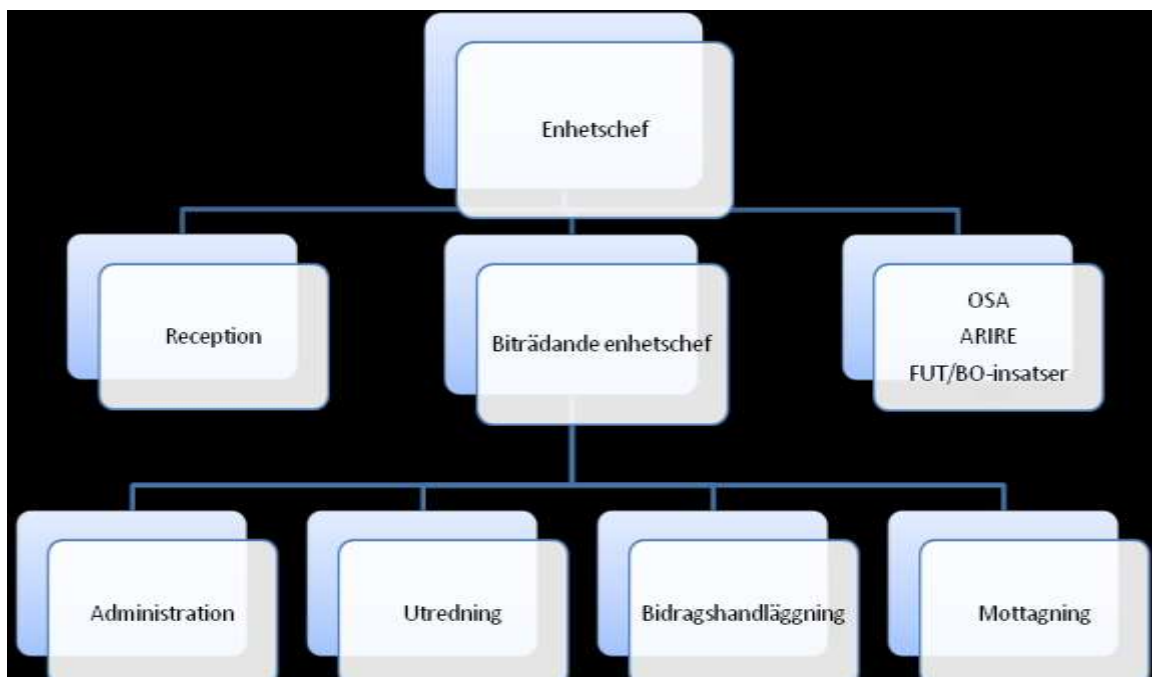 Enhetschef
Reception
Biträdande enhetschef
OSA
ARIRE
FUT/BO-insatser
Administration
Utredning
Bidragshandläggning
Mottagning